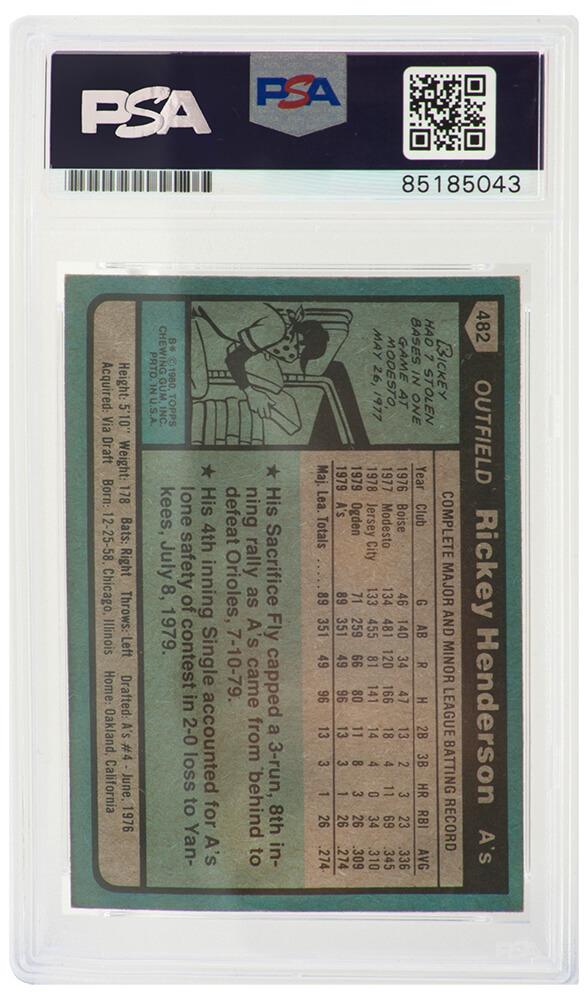 PSA
PSA
85185043
482
OUTFIELD Rickey Henderson A's
RICKEY
HAD 7 STOLEN
BASES IN ONE
GAME AT
MODESTO
MAY 26, 1977
B* © 1980, TOPPS
CHEWING GUM, INC.
PRTD IN U.S.A.
COMPLETE MAJOR AND MINOR LEAGUE BATTING RECORD
Year Club G AB R H 2B 3B HR RBI AVG
1976 Boise 46 140 34 47 13 2 3 23 .336
1977 Modesto 134 481 120 166 18 4 11 69 .345
1978 Jersey City 133 455 81 141 14 4 0 34 .310
1979 Ogden 71 259 66 80 11 8 3 26 .309
1979 A's 89 351 49 96 13 3 1 26 .274
Maj. Lea. Totals ..... 89 351 49 96 13 3 1 26 .274
★ His Sacrifice Fly capped a 3-run, 8th in-
ning rally as A's came from behind to
defeat Orioles, 7-10-79.
★ His 4th inning Single accounted for A's
lone safety of contest in 2-0 loss to Yan-
kees, July 8, 1979.
Height: 5'10" Weight: 178 Bats: Right Throws: Left Drafted: A's #4 - June, 1976
Acquired: Via Draft Born: 12-25-58, Chicago, Illinois Home: Oakland, California
PSA